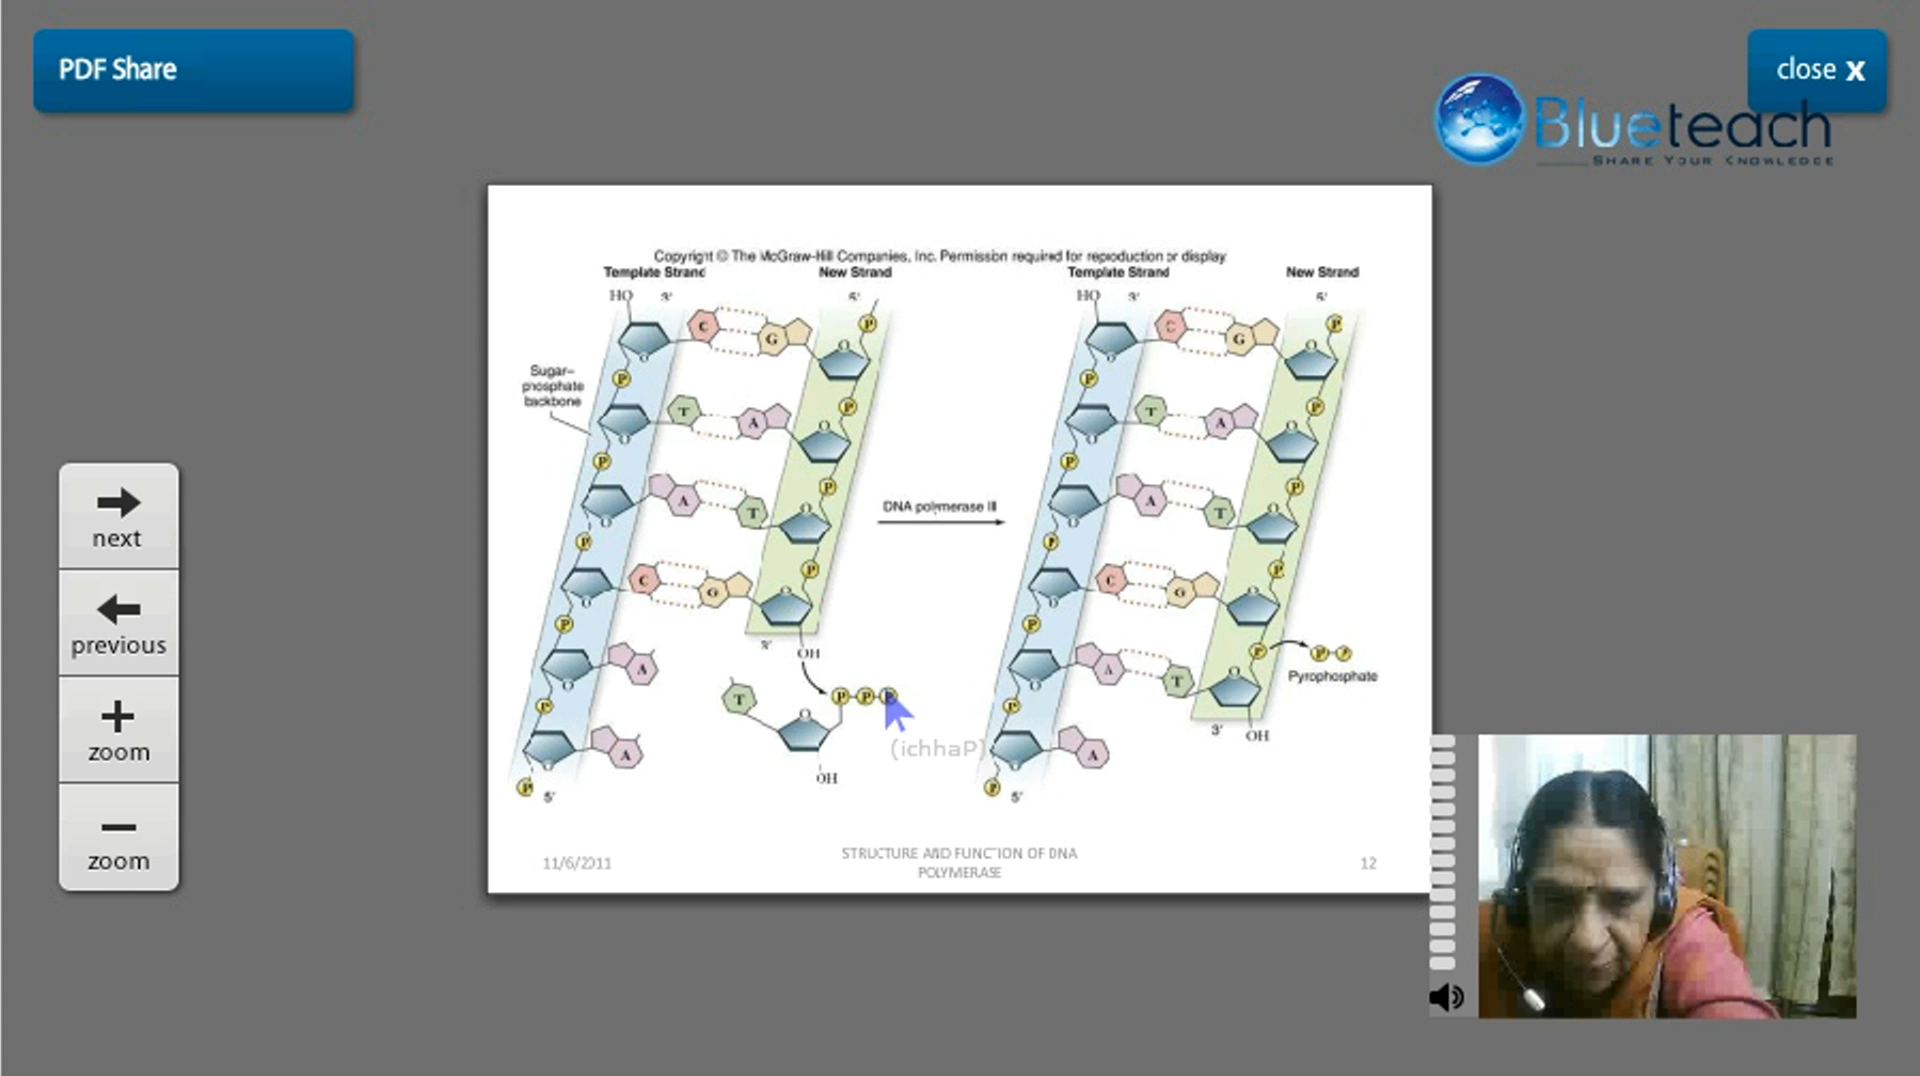 PDF Share
close X
Blueteach
SHARE YOUR KNOWLEDGE
next
previous
zoom
zoom
Copyright © The McGraw-Hill Companies, Inc. Permission required for reproduction or display
Template Strand
New Strand
Template Strand
New Strand
HO 3'
5'
HO 3'
5'
Sugar–
phosphate
backbone
C G
T A
A T
C G
A
A
P
O
3'
OH
T
P P P
OH
5'
DNA polymerase III
(ichhaP)
C G
T A
A T
C G
A T
A
P P
Pyrophosphate
3'
OH
5'
11/6/2011
STRUCTURE AND FUNCTION OF DNA
POLYMERASE
12